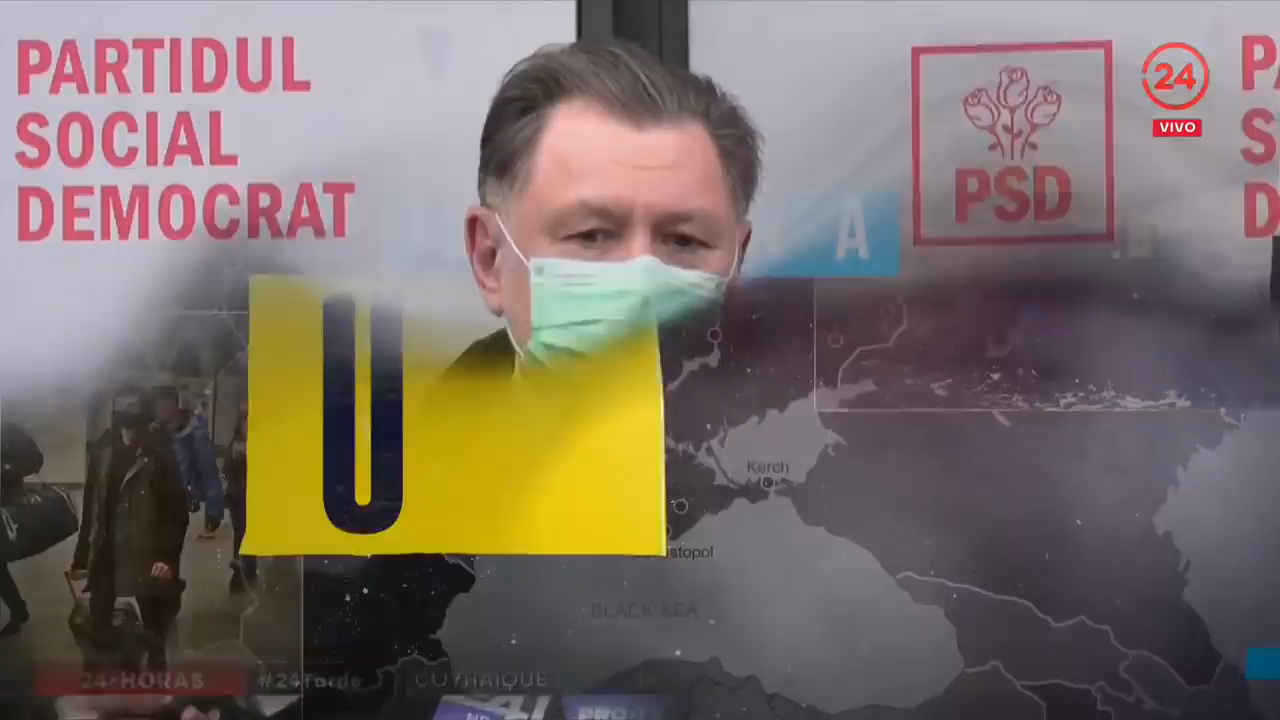 PARTIDUL
SOCIAL
DEMOCRAT
PSD
24
VIVO
A
U
Kerch
BLACK SEA
24 HORAS
#24Tarde
COYHAIQUE